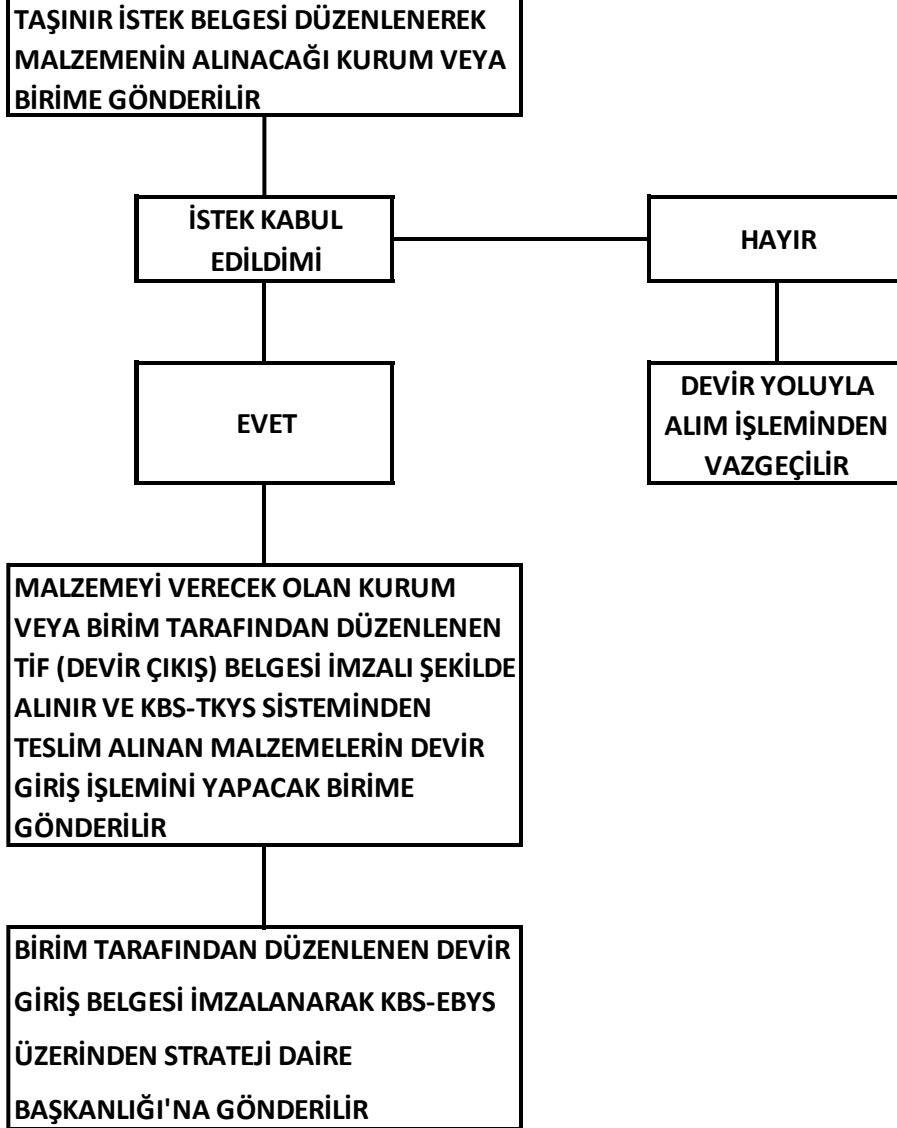 TAŞINIR İSTEK BELGESİ DÜZENLENEREK
MALZEMENİN ALINACAĞI KURUM VEYA
BİRİME GÖNDERİLİR
İSTEK KABUL
EDİLDİMİ
HAYIR
EVET
DEVİR YOLUYLA
ALIM İŞLEMİNDEN
VAZGEÇİLİR
MALZEMEYİ VERECEK OLAN KURUM
VEYA BİRİM TARAFINDAN DÜZENLENEN
TİF (DEVİR ÇIKIŞ) BELGESİ İMZALI ŞEKİLDE
ALINIR VE KBS-TKYS SİSTEMİNDEN
TESLİM ALINAN MALZEMELERİN DEVİR
GİRİŞ İŞLEMİNİ YAPACAK BİRİME
GÖNDERİLİR
BİRİM TARAFINDAN DÜZENLENEN DEVİR
GİRİŞ BELGESİ İMZALANARAK KBS-EBYS
ÜZERİNDEN STRATEJİ DAİRE
BAŞKANLIĞI'NA GÖNDERİLİR